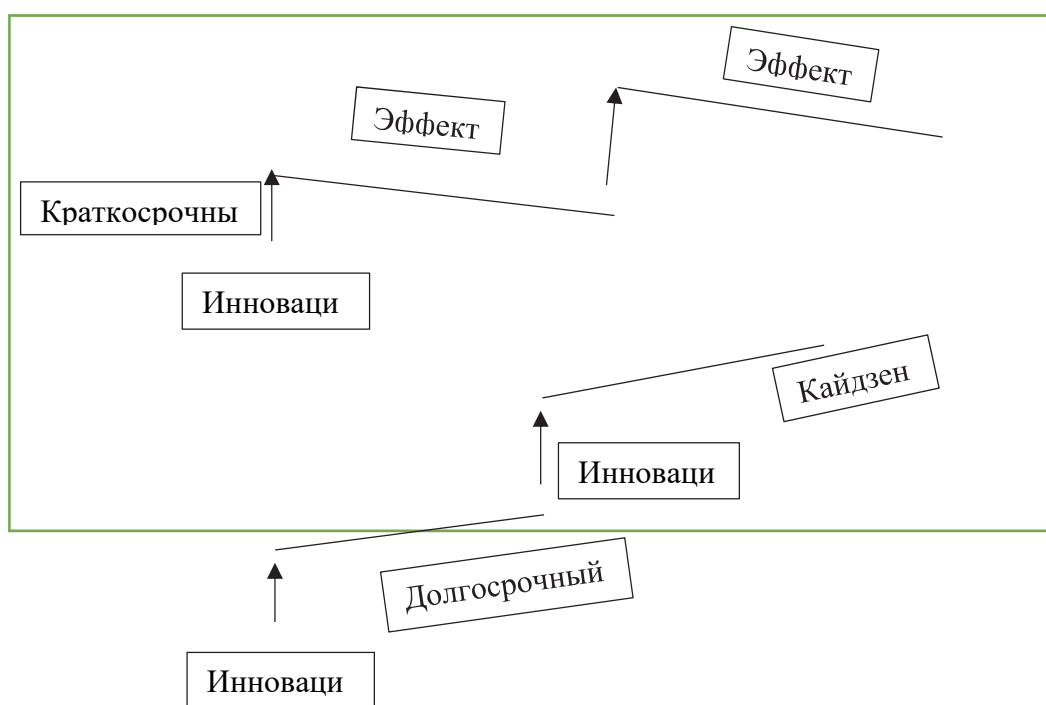 Эффект
Эффект
Краткосрочны
Инноваци
Кайдзен
Инноваци
Долгосрочный
Инноваци